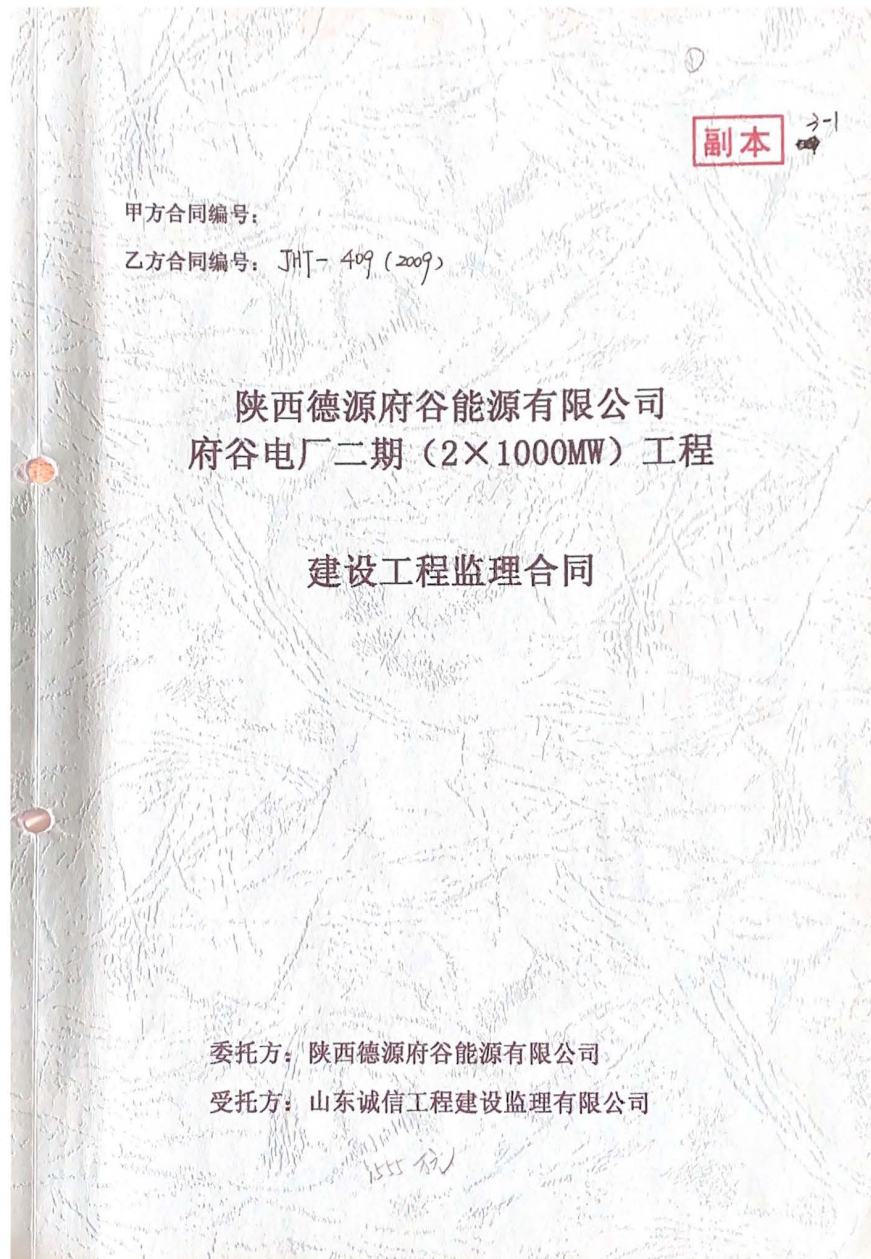 ①
副本 3-1
甲方合同编号：
乙方合同编号：JHT-409（2009）
陕西德源府谷能源有限公司
府谷电厂二期（2×1000MW）工程
建设工程监理合同
委托方：陕西德源府谷能源有限公司
受托方：山东诚信工程建设监理有限公司